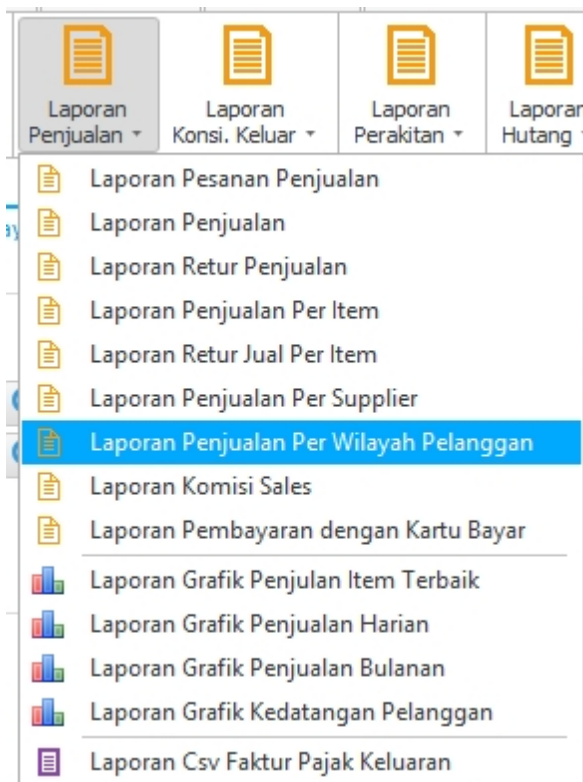 Laporan
Penjualan
Laporan
Konsi. Keluar
Laporan
Perakitan
Laporan
Hutang
Laporan Pesanan Penjualan
Laporan Penjualan
Laporan Retur Penjualan
Laporan Penjualan Per Item
Laporan Retur Jual Per Item
Laporan Penjualan Per Supplier
Laporan Penjualan Per Wilayah Pelanggan
Laporan Komisi Sales
Laporan Pembayaran dengan Kartu Bayar
Laporan Grafik Penjulan Item Terbaik
Laporan Grafik Penjualan Harian
Laporan Grafik Penjualan Bulanan
Laporan Grafik Kedatangan Pelanggan
Laporan Csv Faktur Pajak Keluaran